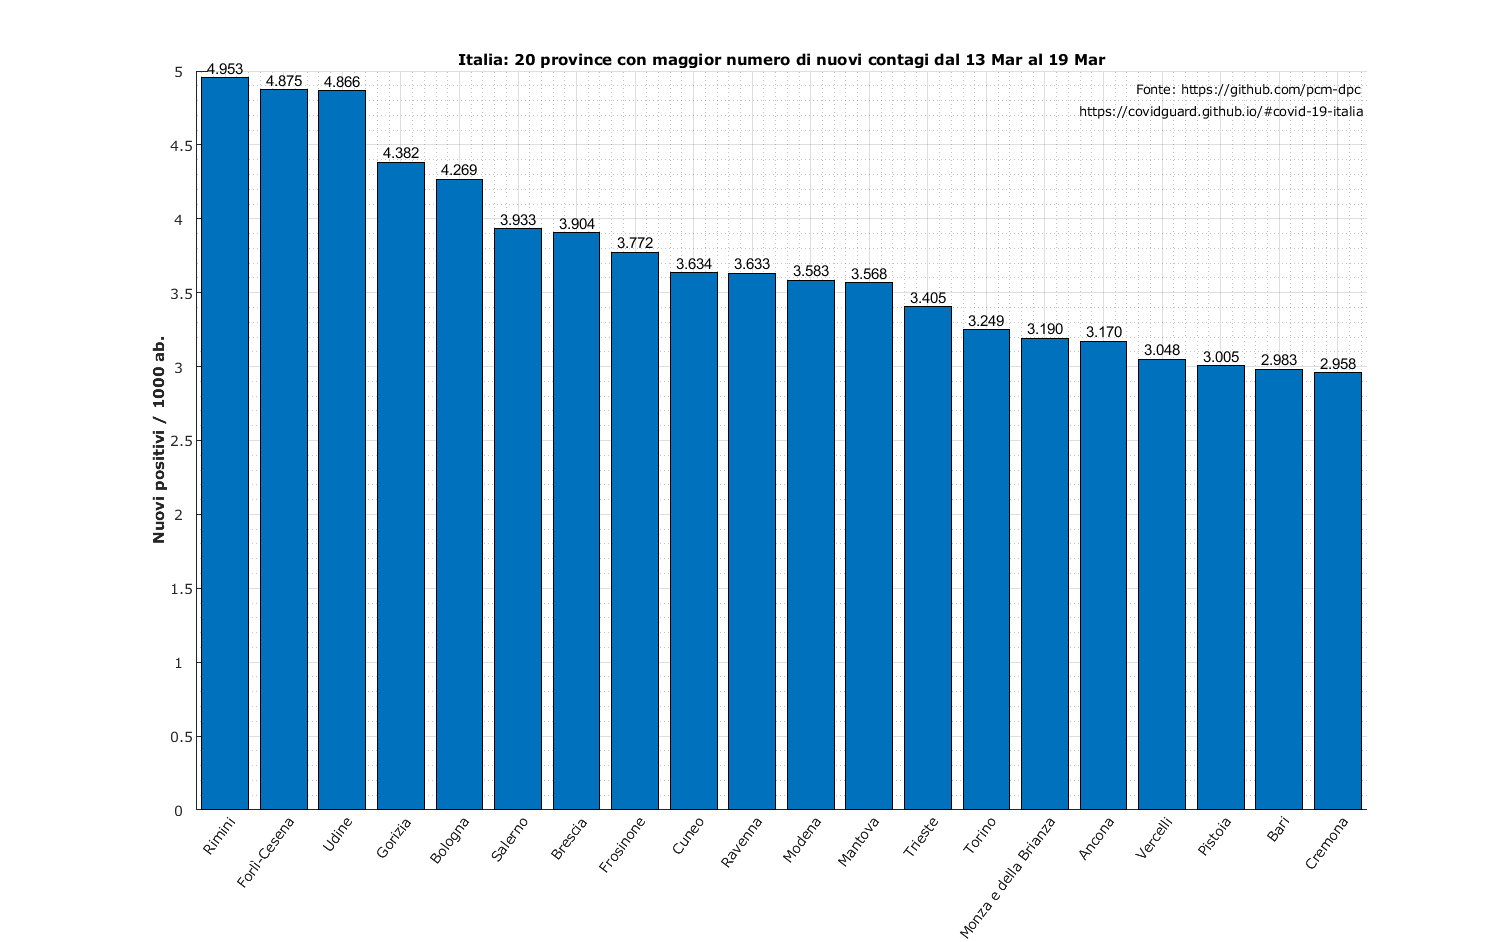 Italia: 20 province con maggior numero di nuovi contagi dal 13 Mar al 19 Mar
Fonte: https://github.com/pcm-dpc
https://covidguard.github.io/#covid-19-italia
Nuovi positivi / 1000 ab.
5
4.5
4
3.5
3
2.5
2
1.5
1
0.5
0
4.953
4.875
4.866
4.382
4.269
3.933
3.904
3.772
3.634
3.633
3.583
3.568
3.405
3.249
3.190
3.170
3.048
3.005
2.983
2.958
Rimini
Forlì-Cesena
Udine
Gorizia
Bologna
Salerno
Brescia
Frosinone
Cuneo
Ravenna
Modena
Mantova
Trieste
Torino
Monza e della Brianza
Ancona
Vercelli
Pistoia
Bari
Cremona